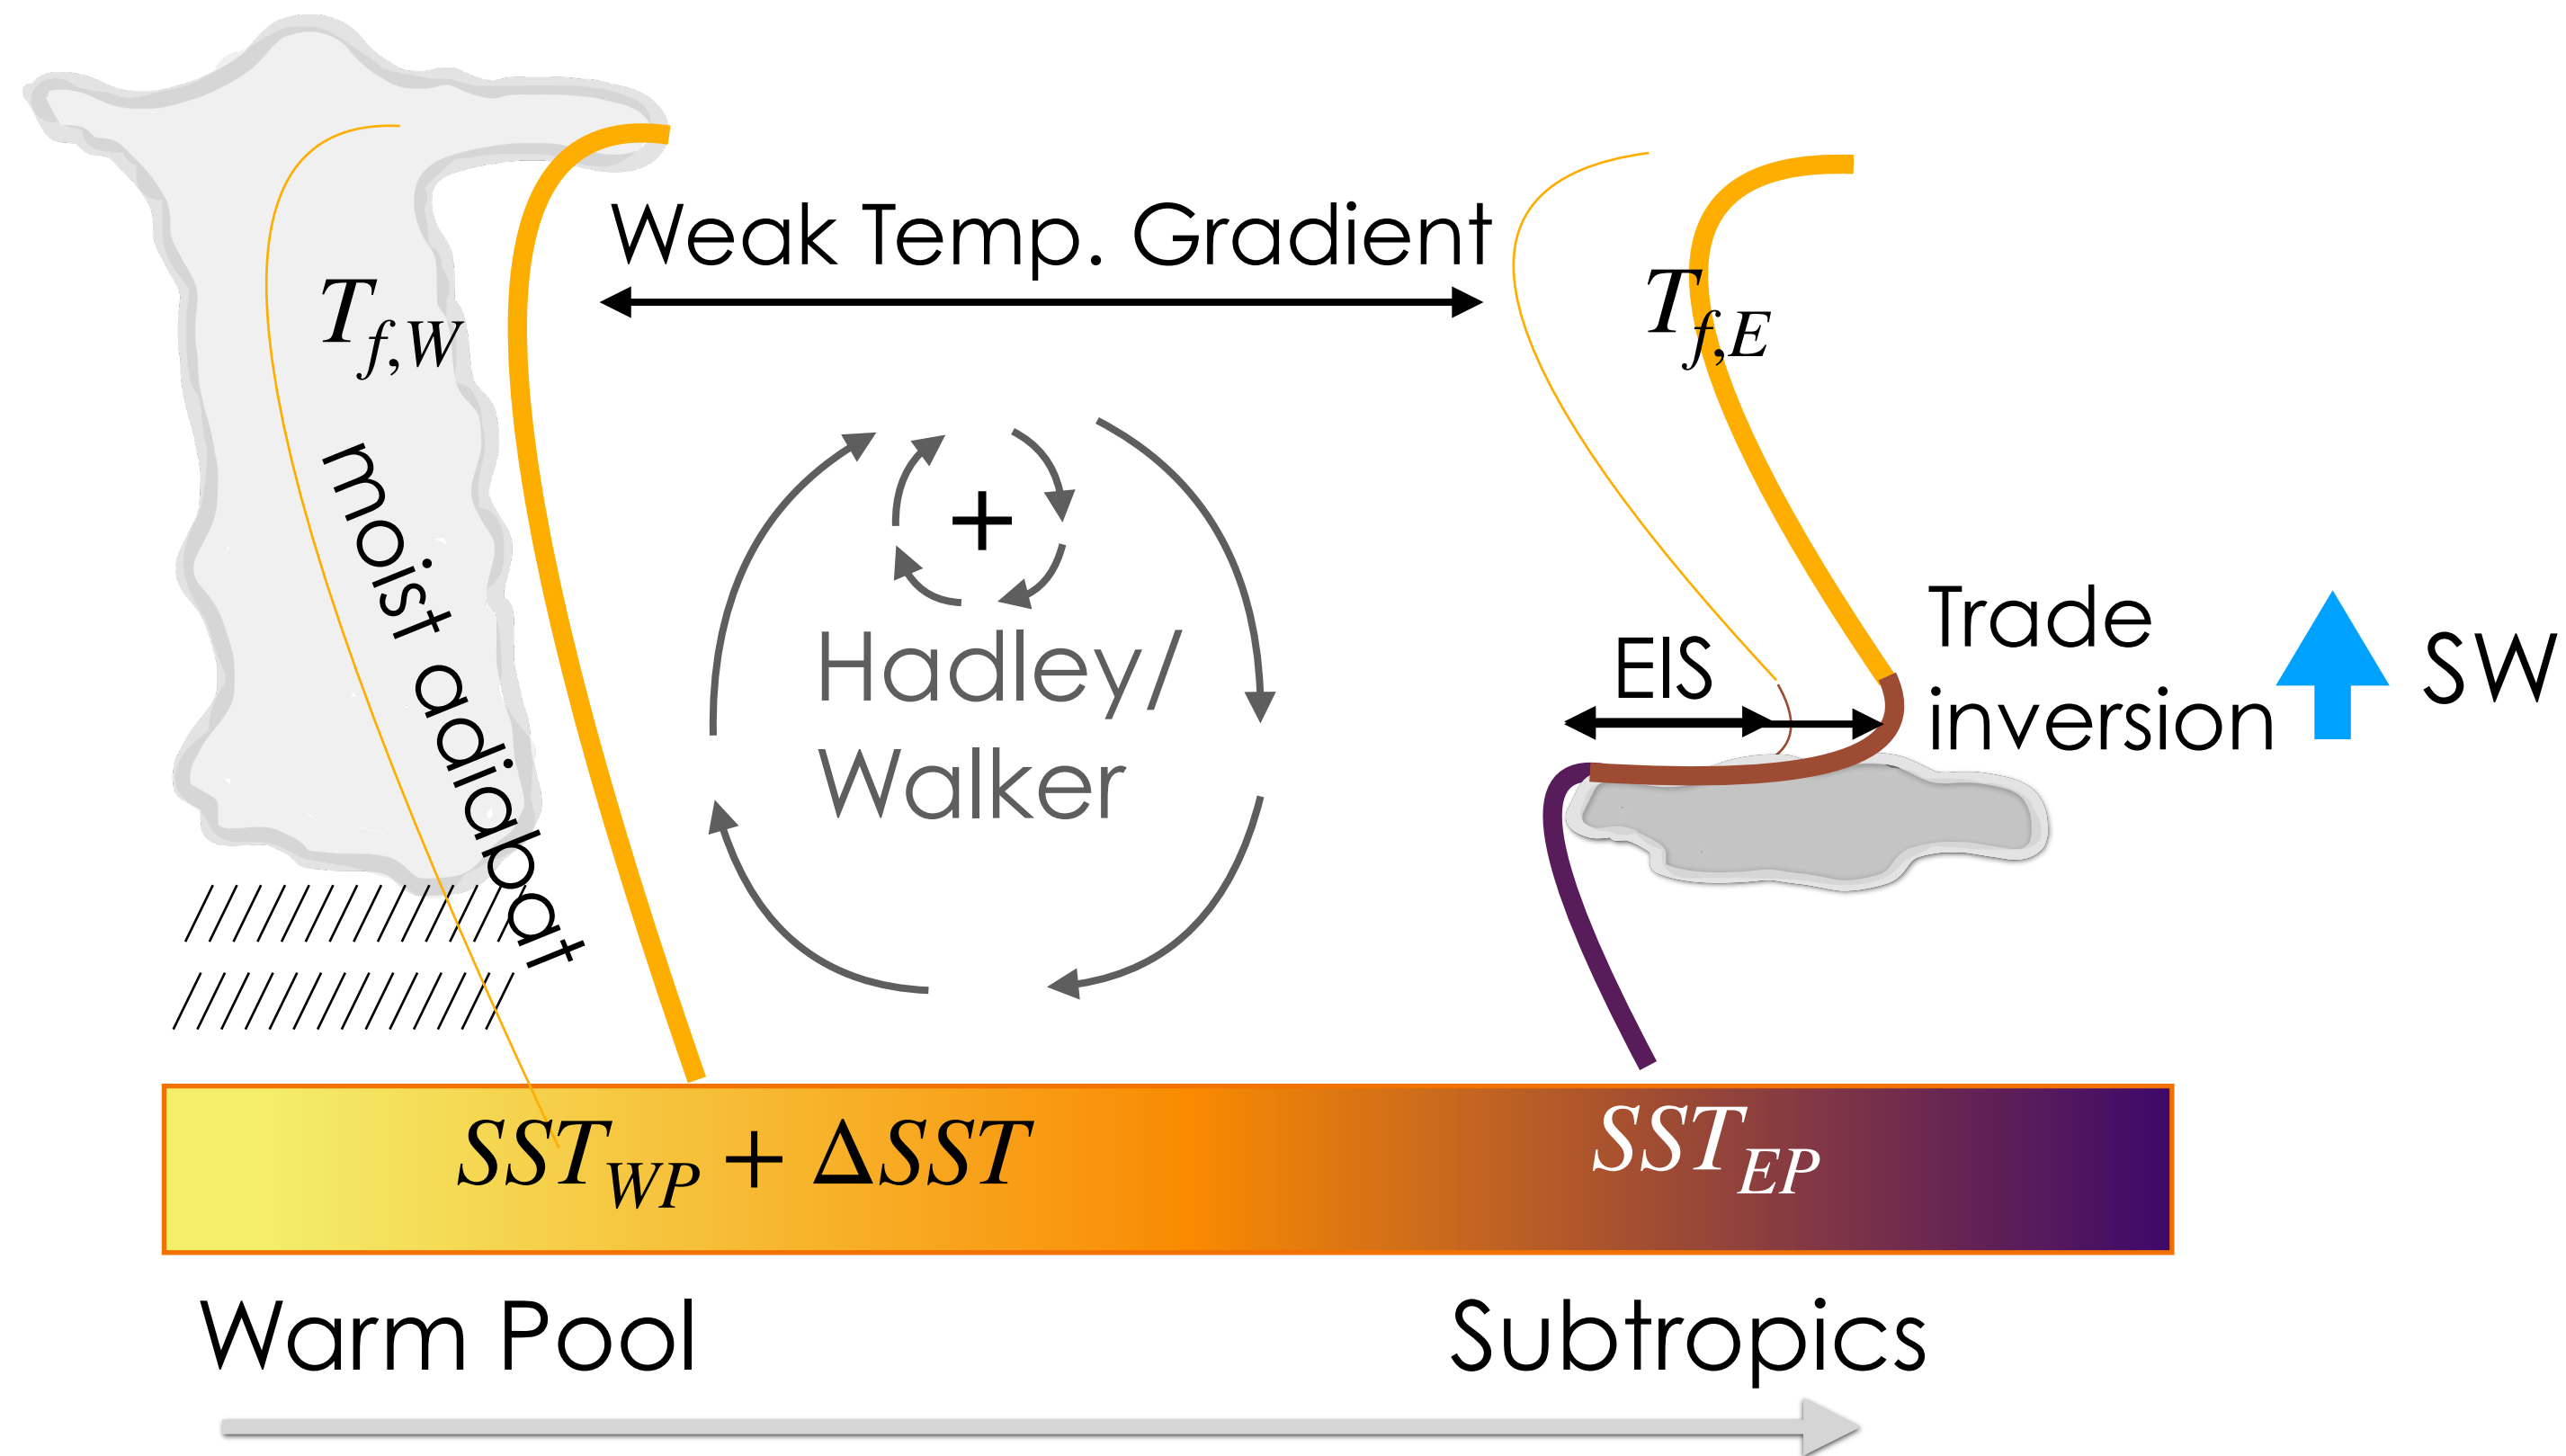 Weak Temp. Gradient
T_{f,W}
T_{f,E}
moist adiabat
+
Hadley/
Walker
EIS
Trade
inversion
SW
SST_{WP} + ΔSST
SST_{EP}
Warm Pool
Subtropics